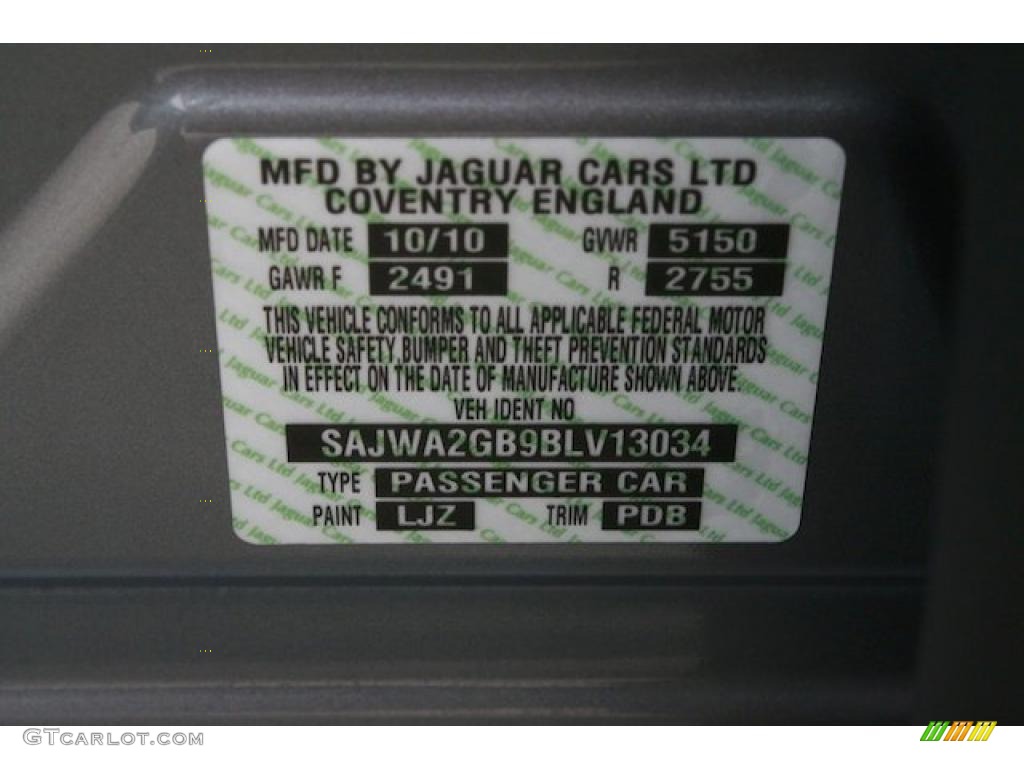 MFD BY JAGUAR CARS LTD
COVENTRY ENGLAND
MFD DATE 10/10 GVWR 5150
GAWR F 2491 R 2755
THIS VEHICLE CONFORMS TO ALL APPLICABLE FEDERAL MOTOR
VEHICLE SAFETY, BUMPER AND THEFT PREVENTION STANDARDS
IN EFFECT ON THE DATE OF MANUFACTURE SHOWN ABOVE.
VEH IDENT NO
SAJWA2GB9BLV13034
TYPE PASSENGER CAR
PAINT LJZ TRIM PDB
GTCARLOT.COM